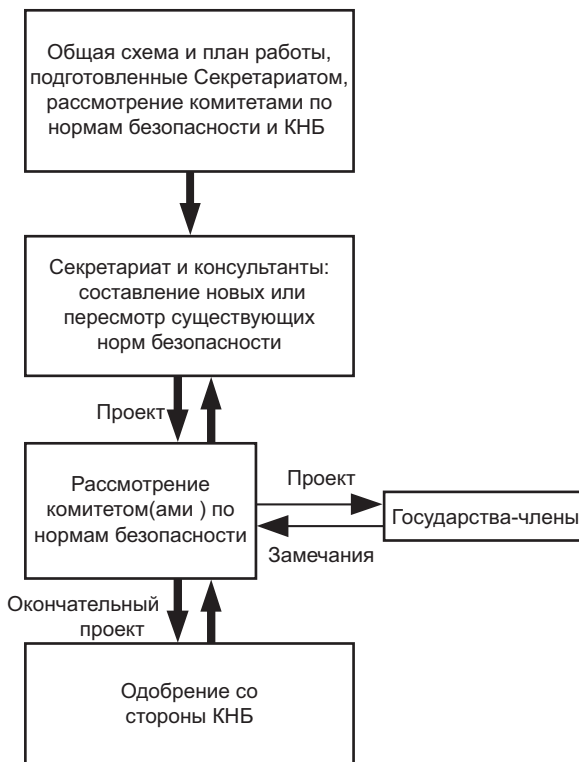 Общая схема и план работы,
подготовленные Секретариатом,
рассмотрение комитетами по
нормам безопасности и КНБ
Секретариат и консультанты:
составление новых или
пересмотр существующих
норм безопасности
Проект
Рассмотрение
комитетом(ами ) по
нормам безопасности
Проект
Государства-члены
Замечания
Окончательный
проект
Одобрение со
стороны КНБ